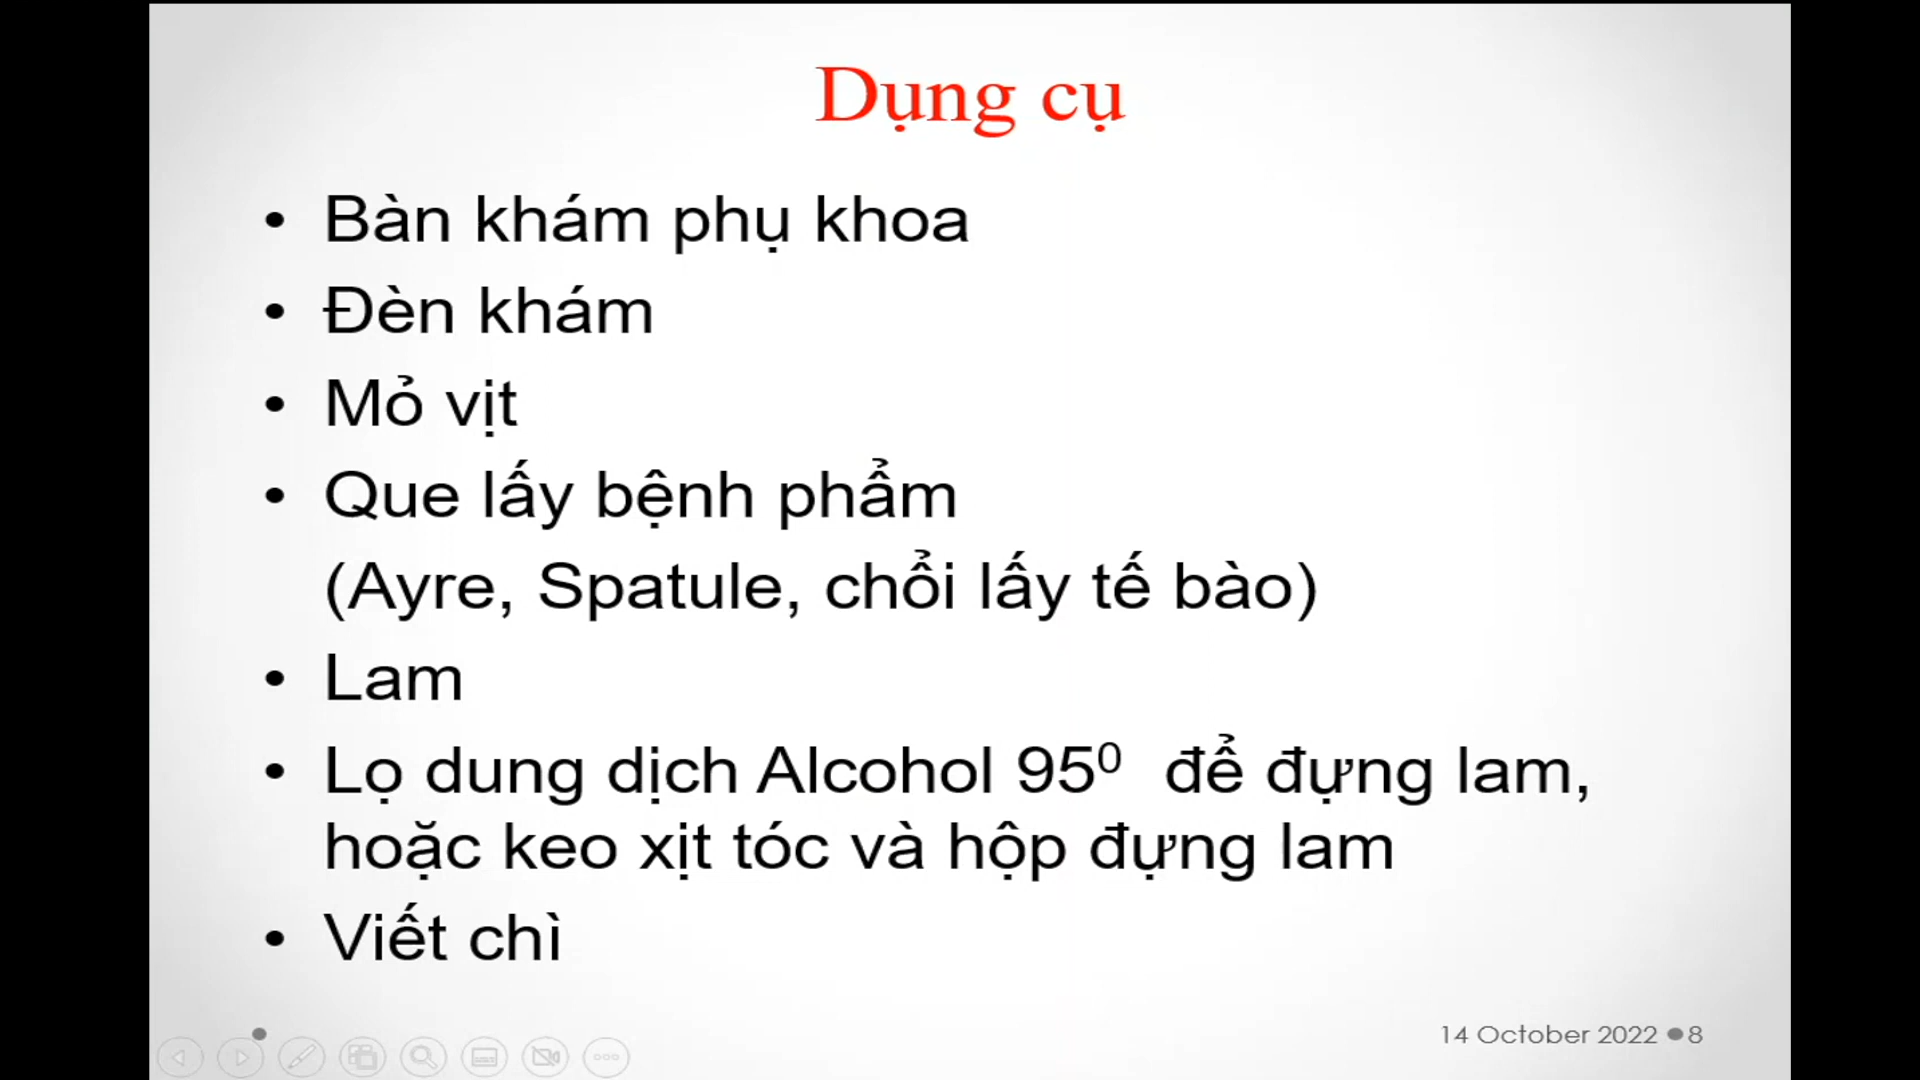 Dụng cụ
• Bàn khám phụ khoa
• Đèn khám
• Mỏ vịt
• Que lấy bệnh phẩm
(Ayre, Spatule, chổi lấy tế bào)
• Lam
• Lọ dung dịch Alcohol 95⁰ để đựng lam,
hoặc keo xịt tóc và hộp đựng lam
• Viết chì
14 October 2022 ●8